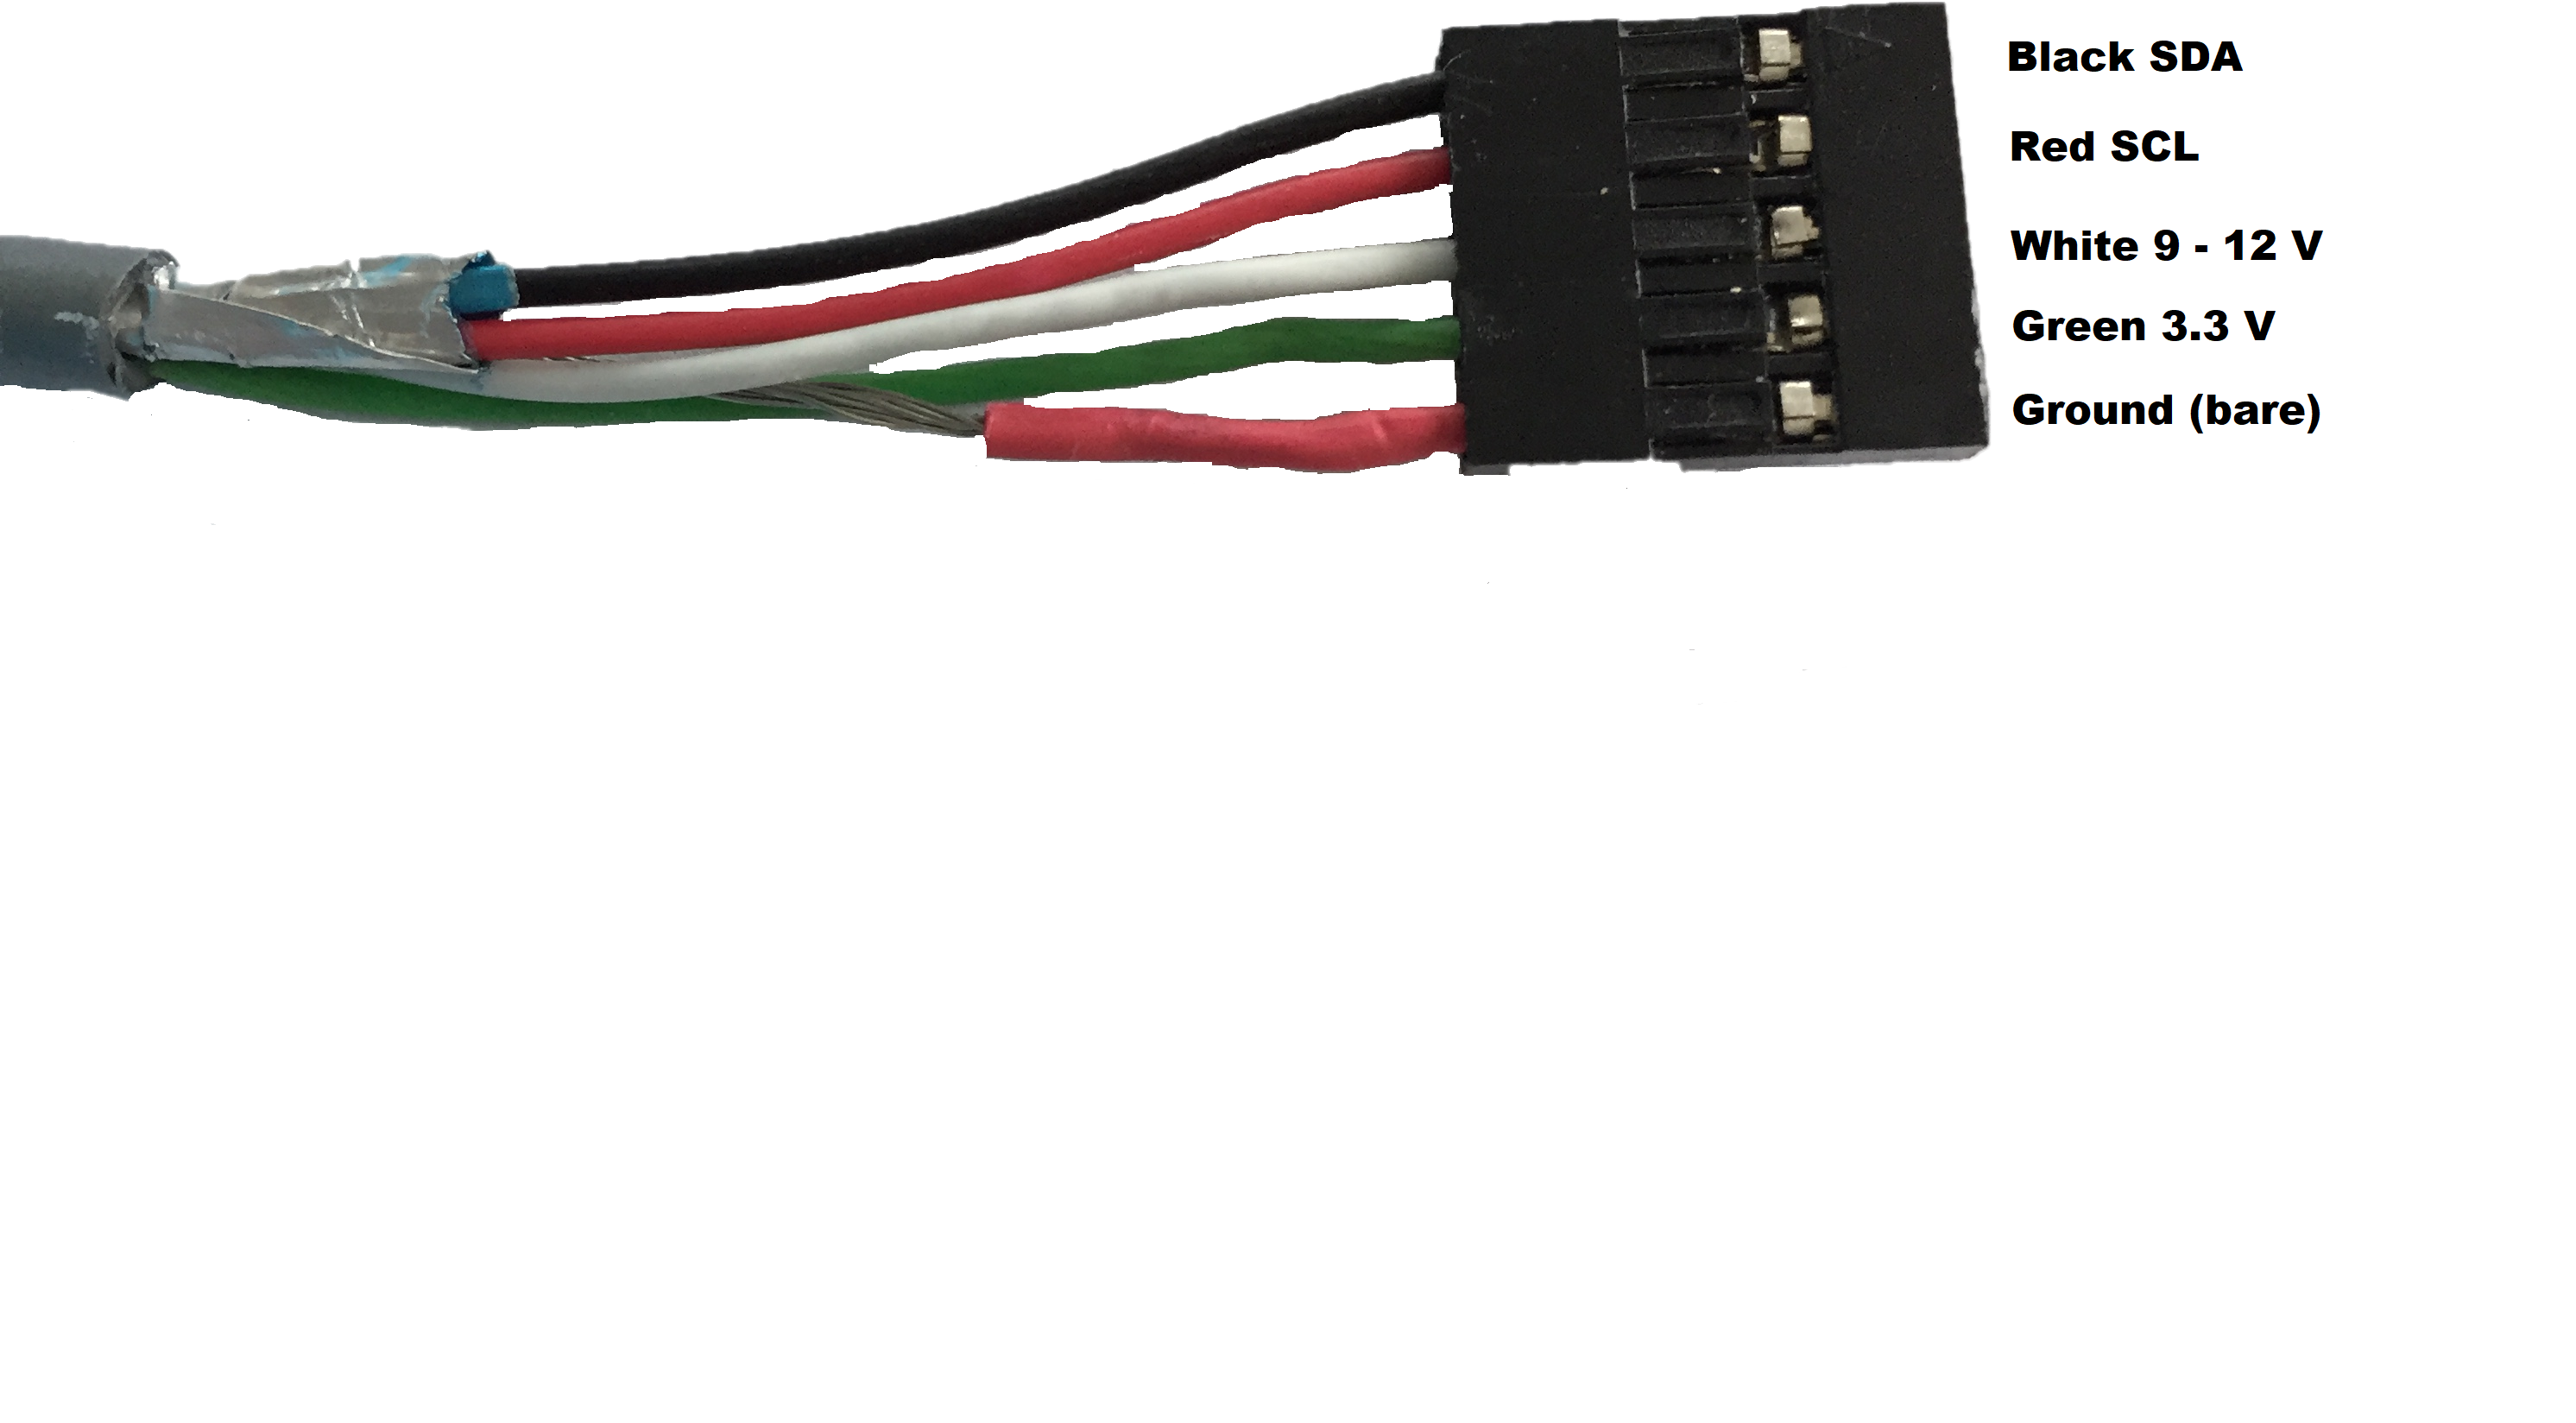 Black SDA
Red SCL
White 9 - 12 V
Green 3.3 V
Ground (bare)